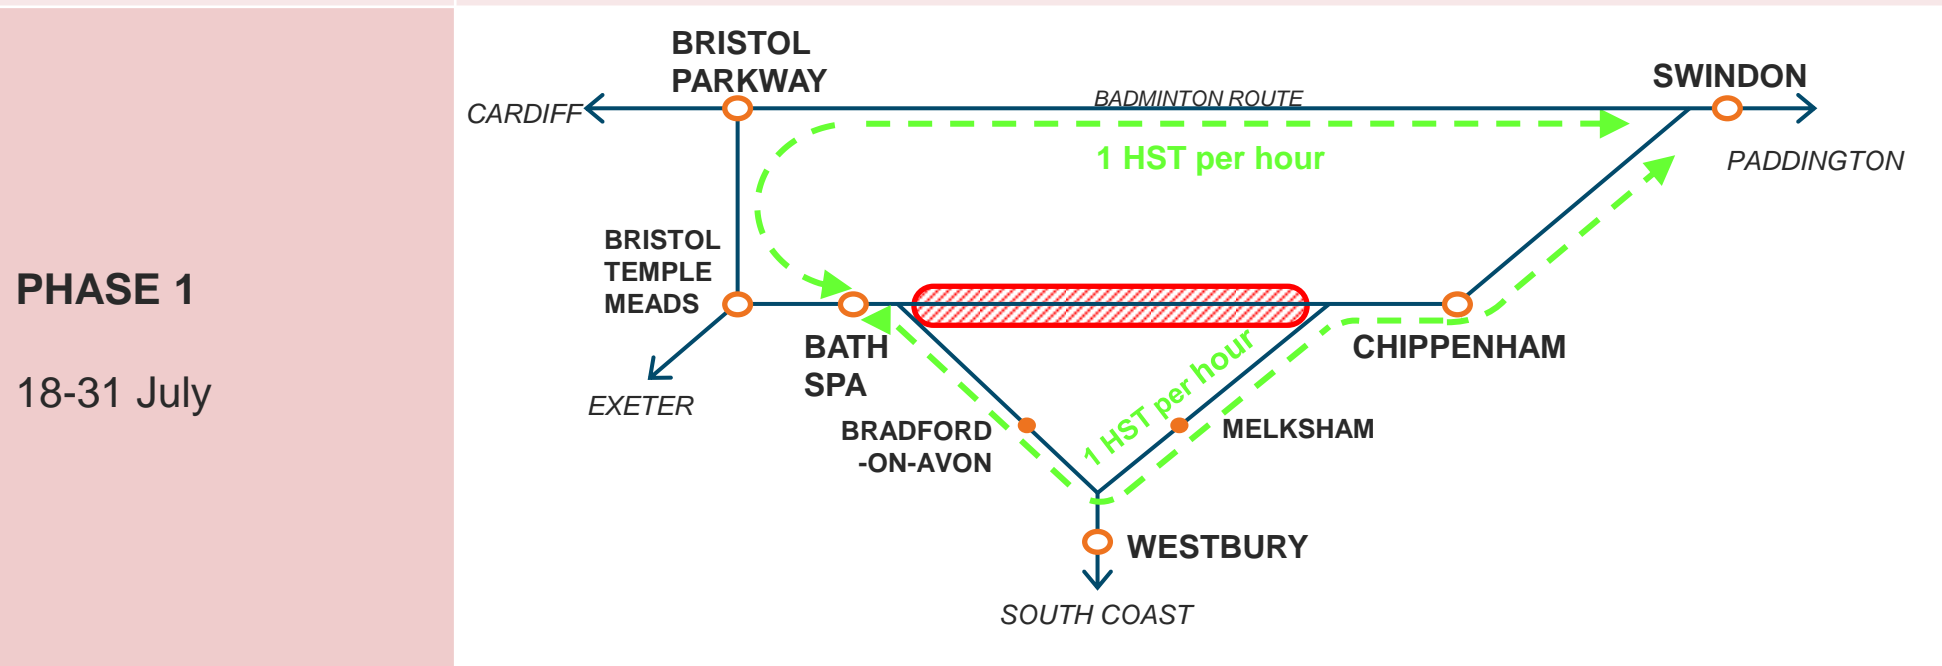 PHASE 1
18-31 July
BRISTOL
PARKWAY
SWINDON
CARDIFF
BADMINTON ROUTE
1 HST per hour
PADDINGTON
BRISTOL
TEMPLE
MEADS
BATH
SPA
1 HST per hour
CHIPPENHAM
EXETER
BRADFORD
-ON-AVON
MELKSHAM
WESTBURY
SOUTH COAST